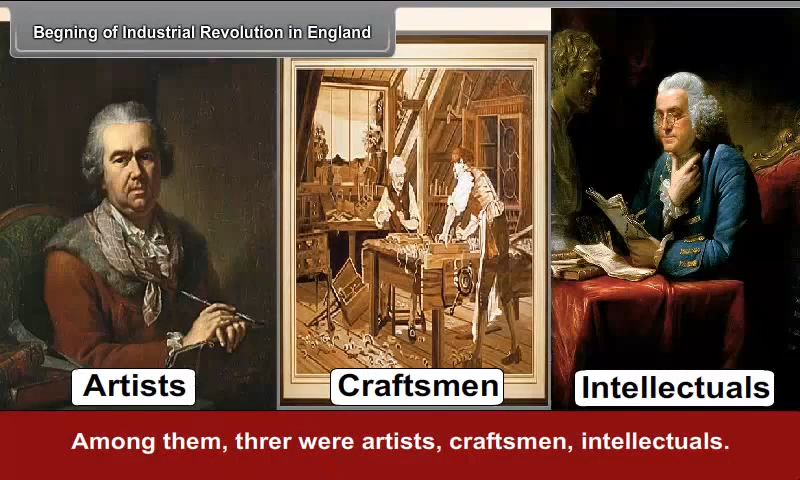 Begning of Industrial Revolution in England
Artists
Craftsmen
Intellectuals
Among them, threr were artists, craftsmen, intellectuals.